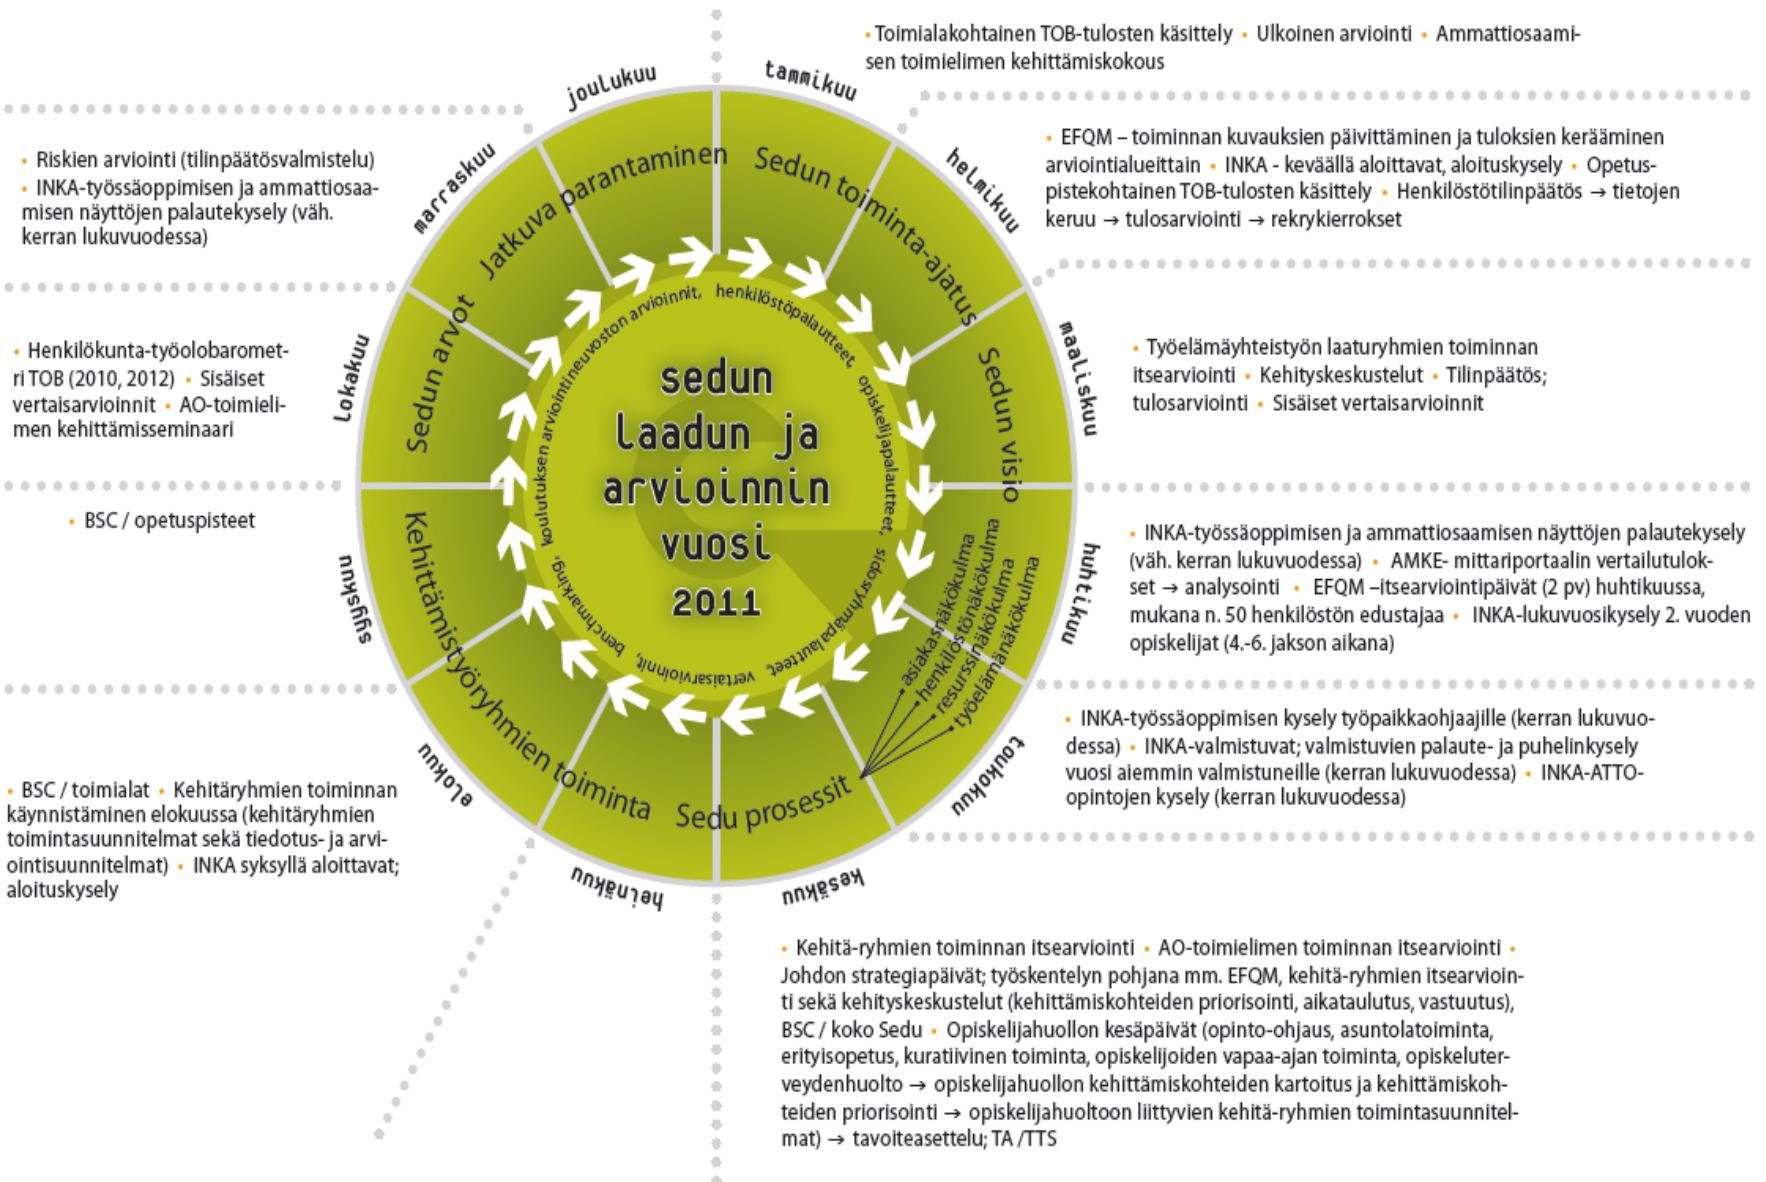 • Toimialakohtainen TOB-tulosten käsittely • Ulkoinen arviointi • Ammattiosaami-
sen toimielimen kehittämiskokous
• EFQM – toiminnan kuvauksien päivittäminen ja tuloksien kerääminen
arviointialueittain • INKA - keväällä aloittavat, aloituskysely • Opetus-
pistekohtainen TOB-tulosten käsittely • Henkilöstötilinpäätös → tietojen
keruu → tulosarviointi → rekrykierrokset
• Työelämäyhteistyön laaturyhmien toiminnan
itsearviointi • Kehityskeskustelut • Tilinpäätös;
tulosarviointi • Sisäiset vertaisarvioinnit
• INKA-työssäoppimisen ja ammattiosaamisen näyttöjen palautekysely
(väh. kerran lukuvuodessa) • AMKE- mittariportaalin vertailutulok-
set → analysointi • EFQM –itsearviointipäivät (2 pv) huhtikuussa,
mukana n. 50 henkilöstön edustajaa • INKA-lukuvuosikysely 2. vuoden
opiskelijat (4.-6. jakson aikana)
• INKA-työssäoppimisen kysely työpaikkaohjaajille (kerran lukuvuo-
dessa) • INKA-valmistuvat; valmistuvien palaute- ja puhelinkysely
vuosi aiemmin valmistuneille (kerran lukuvuodessa) • INKA-ATTO-
opintojen kysely (kerran lukuvuodessa)
• Kehitä-ryhmien toiminnan itsearviointi • AO-toimielimen toiminnan itsearviointi •
Johdon strategiapäivät; työskentelyn pohjana mm. EFQM, kehitä-ryhmien itsearvioin-
ti sekä kehityskeskustelut (kehittämiskohteiden priorisointi, aikataulutus, vastuutus),
BSC / koko Sedu • Opiskelijahuollon kesäpäivät (opinto-ohjaus, asuntolatoiminta,
erityisopetus, kuratiivinen toiminta, opiskelijoiden vapaa-ajan toiminta, opiskeluter-
veydenhuolto → opiskelijahuollon kehittämiskohteiden kartoitus ja kehittämiskoh-
teiden priorisointi → opiskelijahuoltoon liittyvien kehitä-ryhmien toimintasuunnitel-
mat) → tavoiteasettelu; TA /TTS
• BSC / toimialat • Kehitäryhmien toiminnan
käynnistäminen elokuussa (kehitäryhmien
toimintasuunnitelmat sekä tiedotus- ja arvi-
ointisuunnitelmat) • INKA syksyllä aloittavat;
aloituskysely
• BSC / opetuspisteet
• Henkilökunta-työolobaromet-
ri TOB (2010, 2012) • Sisäiset
vertaisarvioinnit • AO-toimieli-
men kehittämisseminaari
• Riskien arviointi (tilinpäätösvalmistelu)
• INKA-työssäoppimisen ja ammattiosaa-
misen näyttöjen palautekysely (väh.
kerran lukuvuodessa)
tammikuu
helmikuu
maaliskuu
huhtikuu
toukokuu
kesäkuu
heinäkuu
elokuu
syyskuu
lokakuu
marraskuu
joulukuu
Sedun toiminta-ajatus
Sedun visio
asiakasnäkökulma
henkilöstönäkökulma
resurssinäkökulma
työelämänäkökulma
Sedu prosessit
Kehittämistyöryhmien toiminta
Sedun arvot
Jatkuva parantaminen
henkilöstöpalautteet, opiskelijapalautteet, sidosryhmäpalautteet, vertaisarvioinnit, benchmarking, koulutuksen arviointineuvoston arvioinnit,
sedun
laadun ja
arvioinnin
vuosi
2011